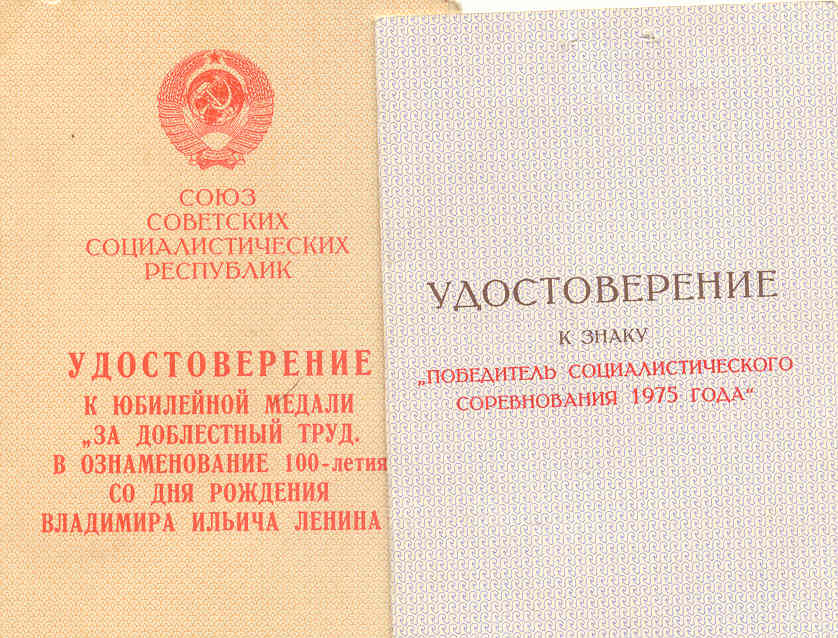 СОЮЗ
СОВЕТСКИХ
СОЦИАЛИСТИЧЕСКИХ
РЕСПУБЛИК
УДОСТОВЕРЕНИЕ
К ЮБИЛЕЙНОЙ МЕДАЛИ
„ЗА ДОБЛЕСТНЫЙ ТРУД.
В ОЗНАМЕНОВАНИЕ 100-летия
СО ДНЯ РОЖДЕНИЯ
ВЛАДИМИРА ИЛЬИЧА ЛЕНИНА
УДОСТОВЕРЕНИЕ
К ЗНАКУ
„ПОБЕДИТЕЛЬ СОЦИАЛИСТИЧЕСКОГО
СОРЕВНОВАНИЯ 1975 ГОДА“